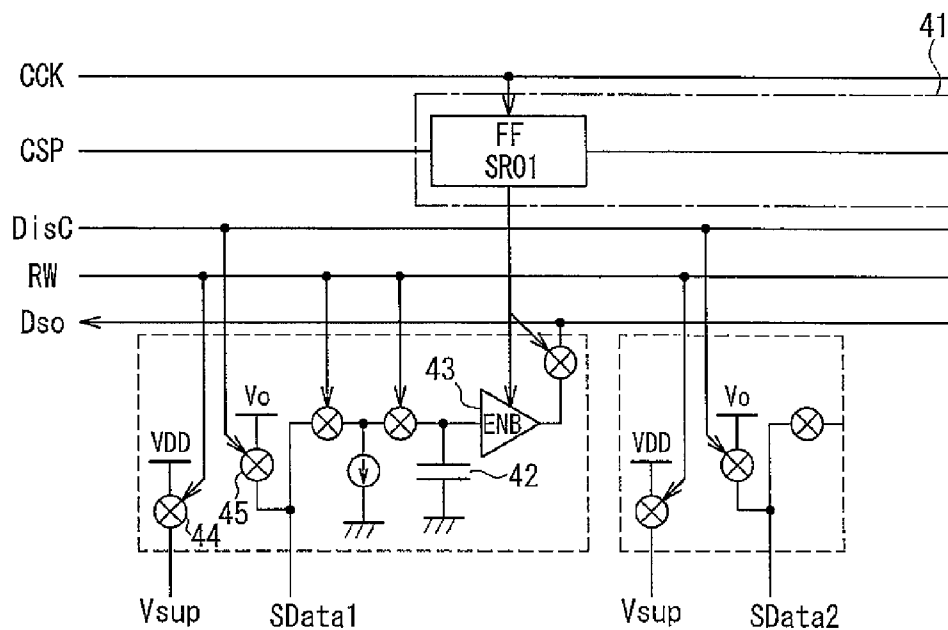 41
CCK
FF
SR01
CSP
DisC
RW
Dso
43
Vo
VDD
ENB
45
44
42
Vo
VDD
Vsup
SData1
Vsup
SData2